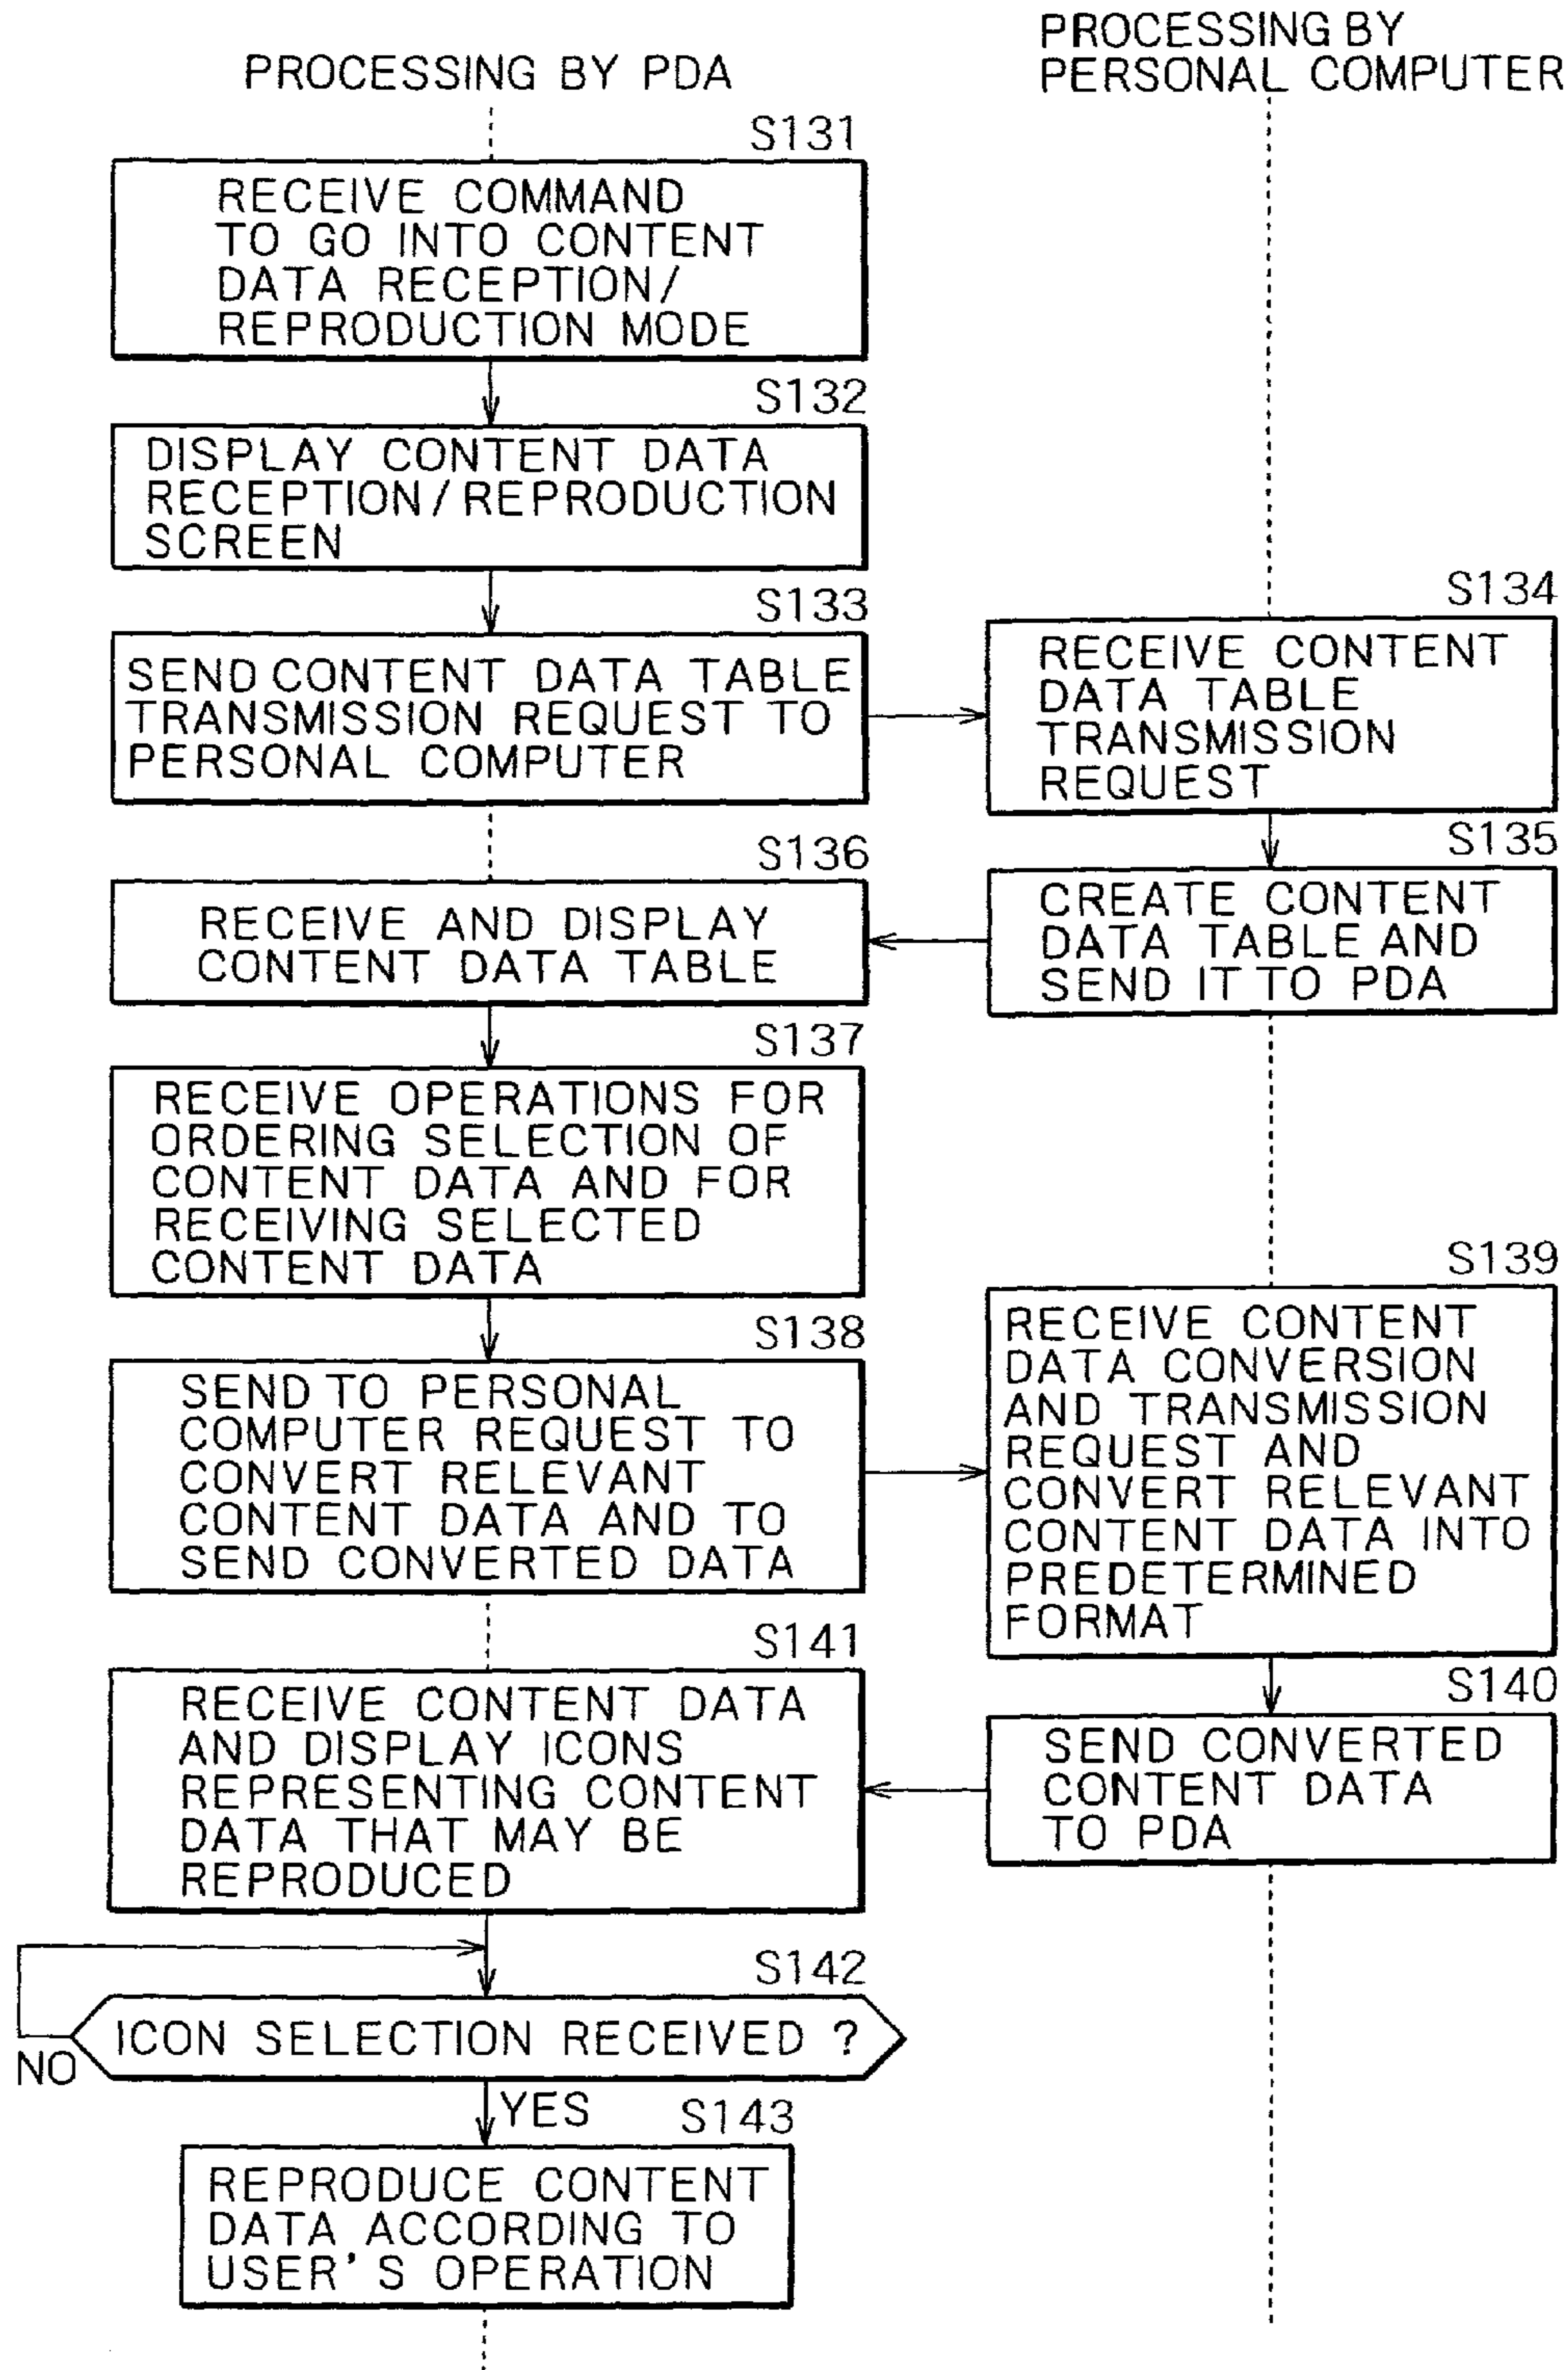 PROCESSING BY PDA
PROCESSING BY
PERSONAL COMPUTER
S131
RECEIVE COMMAND
TO GO INTO CONTENT
DATA RECEPTION/
REPRODUCTION MODE
S132
DISPLAY CONTENT DATA
RECEPTION/REPRODUCTION
SCREEN
S133
SEND CONTENT DATA TABLE
TRANSMISSION REQUEST TO
PERSONAL COMPUTER
S134
RECEIVE CONTENT
DATA TABLE
TRANSMISSION
REQUEST
S135
CREATE CONTENT
DATA TABLE AND
SEND IT TO PDA
S136
RECEIVE AND DISPLAY
CONTENT DATA TABLE
S137
RECEIVE OPERATIONS FOR
ORDERING SELECTION OF
CONTENT DATA AND FOR
RECEIVING SELECTED
CONTENT DATA
S138
SEND TO PERSONAL
COMPUTER REQUEST TO
CONVERT RELEVANT
CONTENT DATA AND TO
SEND CONVERTED DATA
S139
RECEIVE CONTENT
DATA CONVERSION
AND TRANSMISSION
REQUEST AND
CONVERT RELEVANT
CONTENT DATA INTO
PREDETERMINED
FORMAT
S140
SEND CONVERTED
CONTENT DATA
TO PDA
S141
RECEIVE CONTENT DATA
AND DISPLAY ICONS
REPRESENTING CONTENT
DATA THAT MAY BE
REPRODUCED
S142
ICON SELECTION RECEIVED ?
NO
YES
S143
REPRODUCE CONTENT
DATA ACCORDING TO
USER'S OPERATION